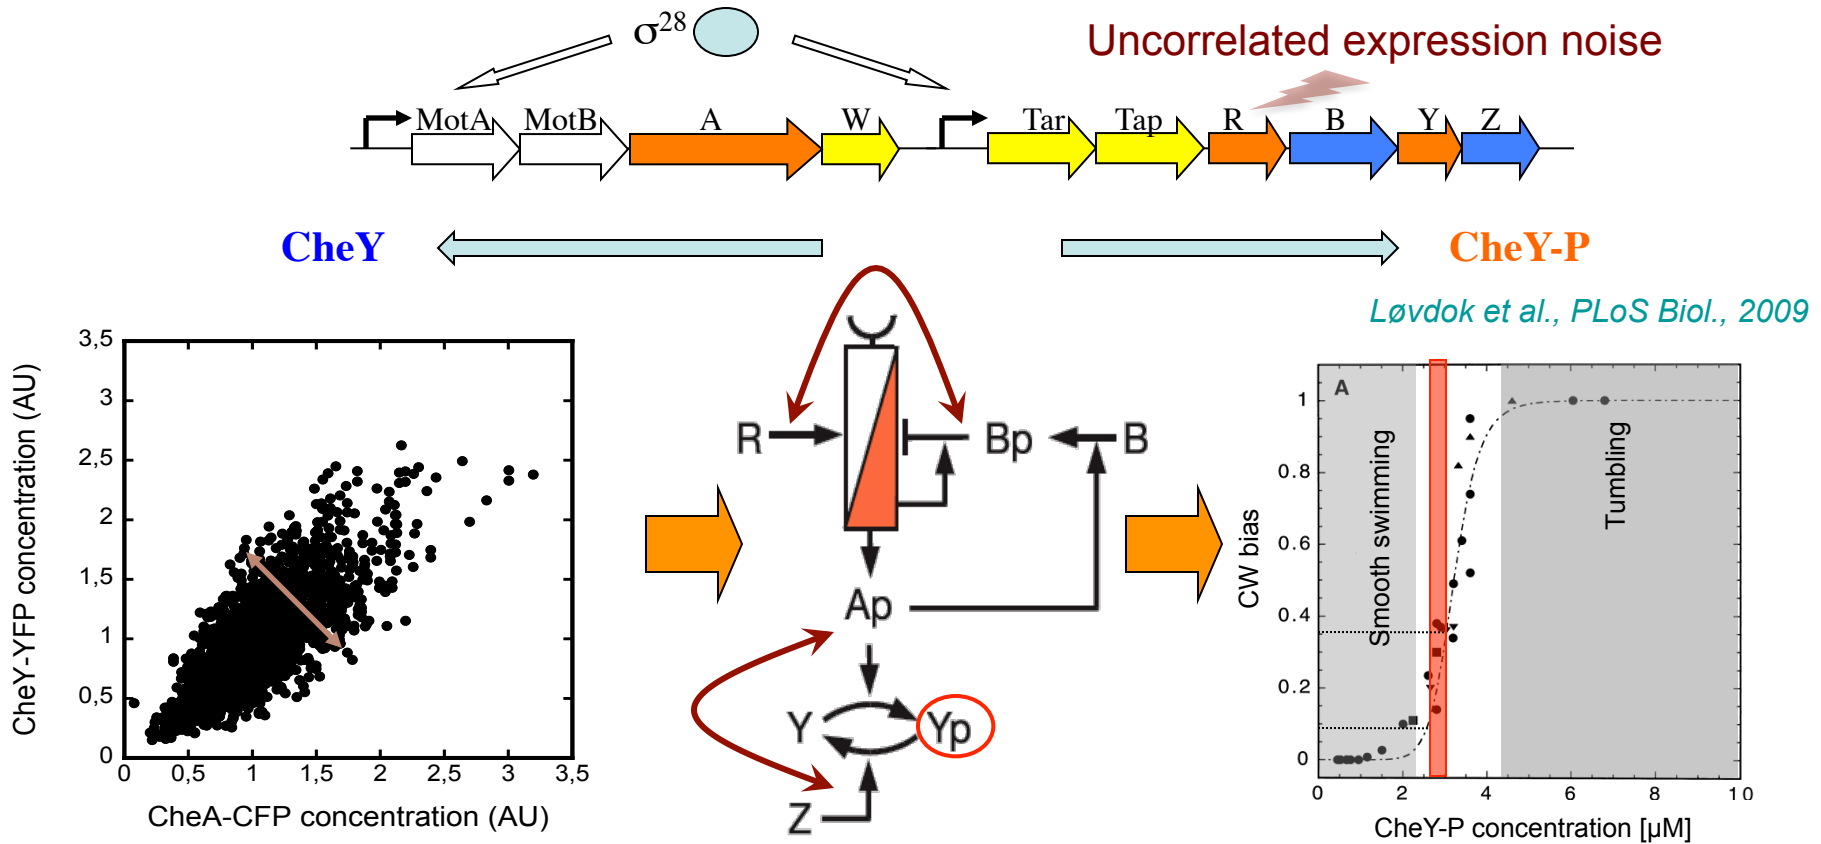 σ28
Uncorrelated expression noise
MotA MotB A W Tar Tap R B Y Z
CheY
CheY-P
Løvdok et al., PLoS Biol., 2009
3,5
3
2,5
2
1,5
1
0,5
0
0 0,5 1 1,5 2 2,5 3 3,5
CheY-YFP concentration (AU)
CheA-CFP concentration (AU)
R
Bp
B
Ap
Y
Yp
Z
A
1
0.8
0.6
0.4
0.2
0
0 2 4 6 8 10
CW bias
Smooth swimming
Tumbling
CheY-P concentration [µM]